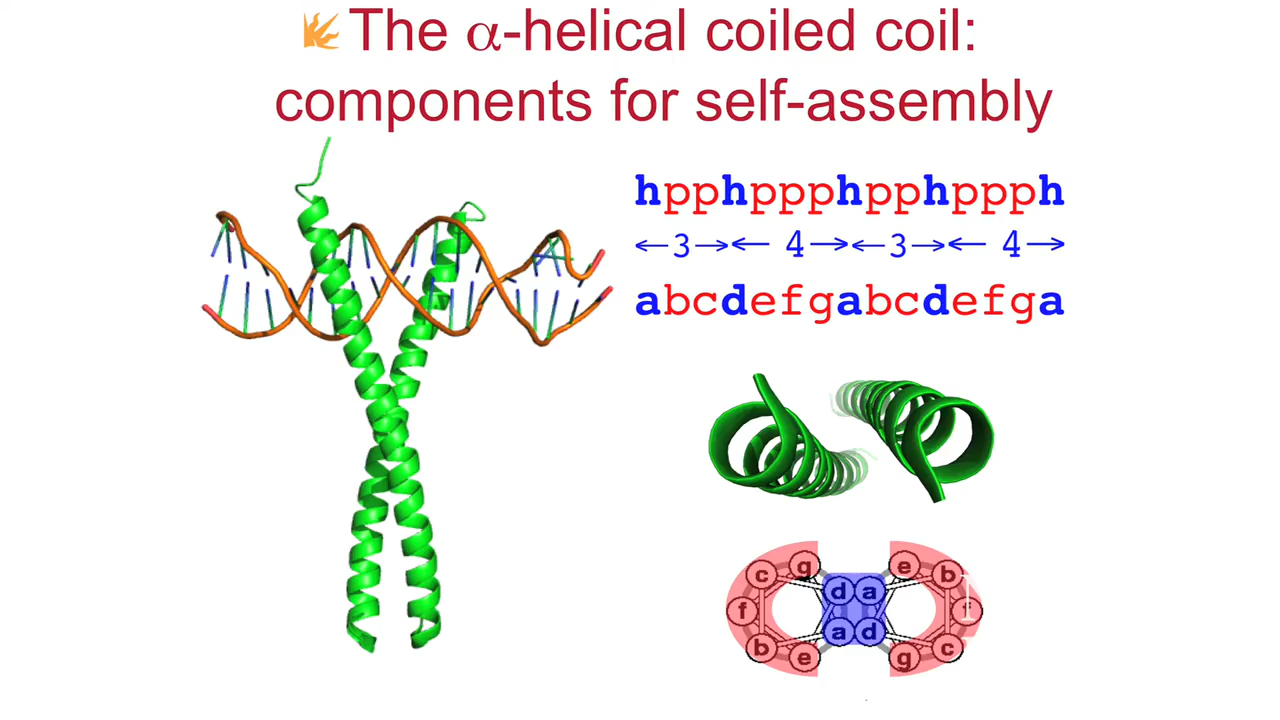 The α-helical coiled coil:
components for self-assembly
hpphppphpphppph
←3→← 4 →←3→← 4 →
abcdefgabcdefga
g e
c b
d a
f f
a d
b c
e g